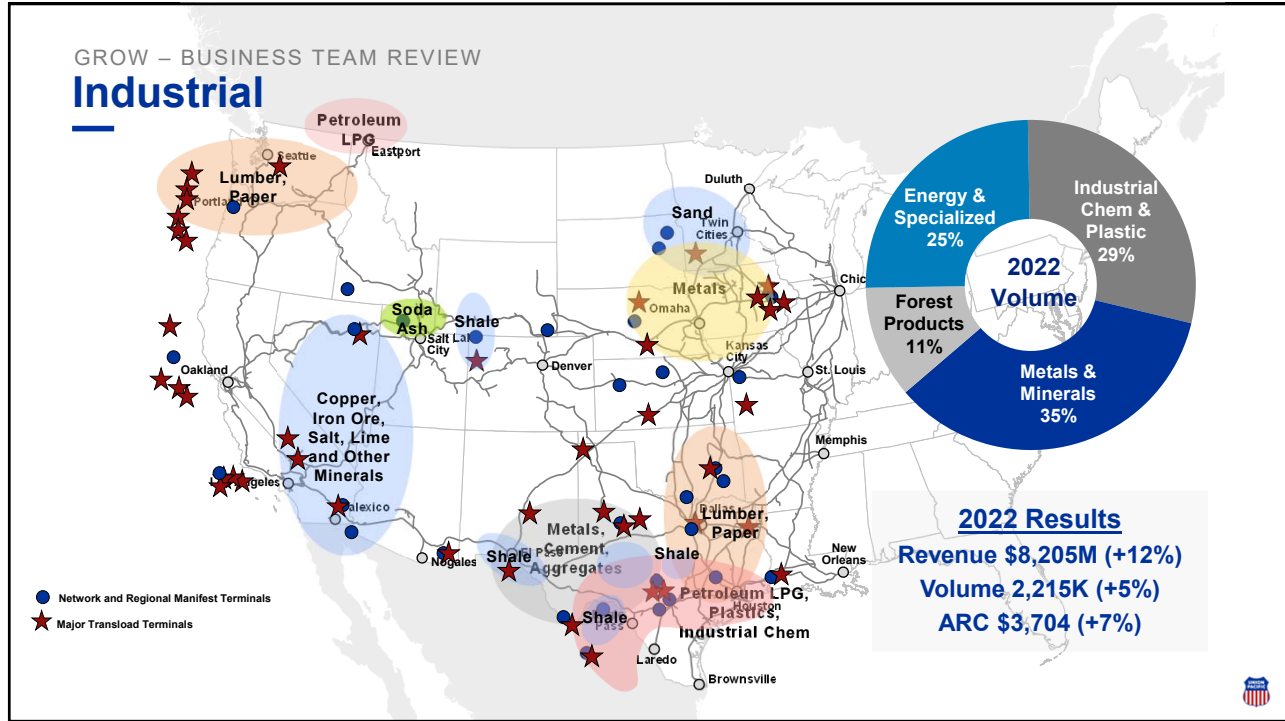 GROW – BUSINESS TEAM REVIEW
Industrial
Petroleum
LPG
Eastport
Seattle
Lumber,
Paper
Portland
Duluth
Sand
Twin
Cities
Metals
Omaha
Chic
Soda
Ash
Shale
Salt Lake
City
Denver
Kansas
City
St. Louis
Oakland
Copper,
Iron Ore,
Salt, Lime
and Other
Minerals
Los Angeles
Calexico
Memphis
Dallas
Lumber,
Paper
Metals,
Cement,
Aggregates
El Paso
Shale
Shale
Nogales
New
Orleans
Petroleum LPG,
Plastics,
Houston
Industrial Chem
Shale
Pass
Laredo
Brownsville
Network and Regional Manifest Terminals
Major Transload Terminals
Energy &
Specialized
25%
Industrial
Chem &
Plastic
29%
2022
Volume
Forest
Products
11%
Metals &
Minerals
35%
2022 Results
Revenue $8,205M (+12%)
Volume 2,215K (+5%)
ARC $3,704 (+7%)
UNION
PACIFIC